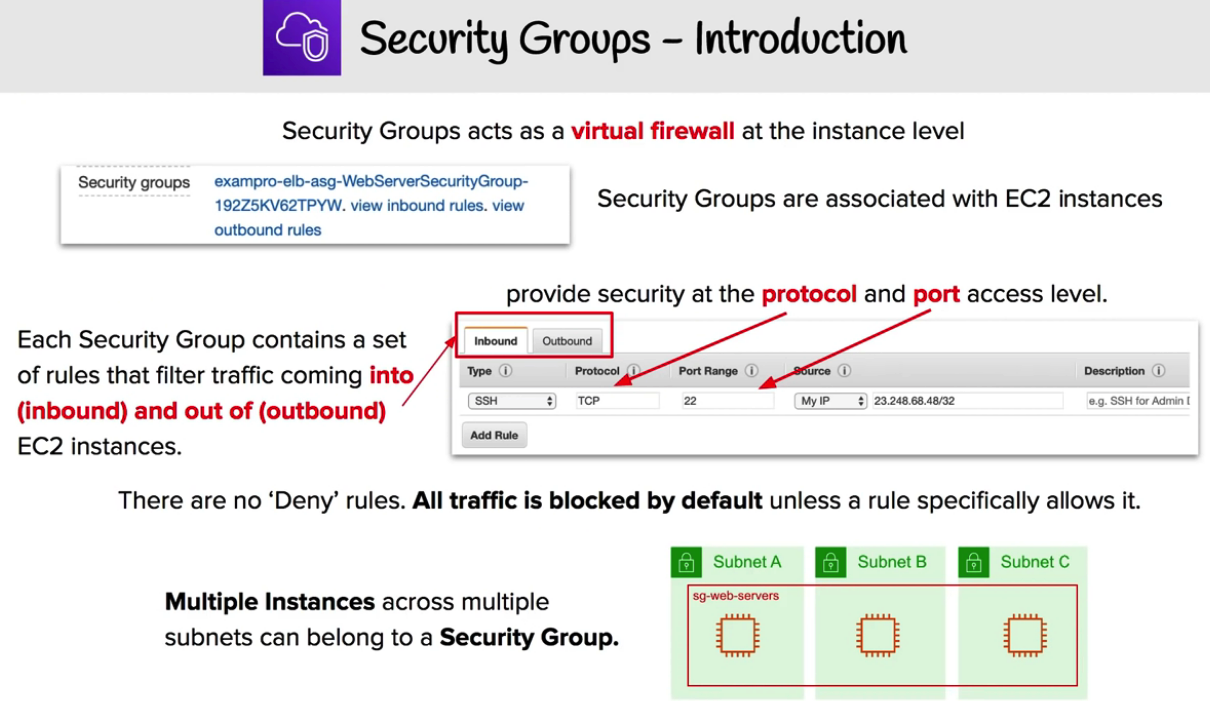 Security Groups – Introduction
Security Groups acts as a virtual firewall at the instance level
Security groups
exampro-elb-asg-WebServerSecurityGroup-
192Z5KV62TPYW. view inbound rules. view
outbound rules
Security Groups are associated with EC2 instances
provide security at the protocol and port access level.
Each Security Group contains a set
of rules that filter traffic coming into
(inbound) and out of (outbound)
EC2 instances.
Inbound Outbound
Type i Protocol i Port Range i Source i Description i
SSH TCP 22 My IP 23.248.68.48/32 e.g. SSH for Admin D
Add Rule
There are no ‘Deny’ rules. All traffic is blocked by default unless a rule specifically allows it.
Multiple Instances across multiple
subnets can belong to a Security Group.
Subnet A Subnet B Subnet C
sg-web-servers